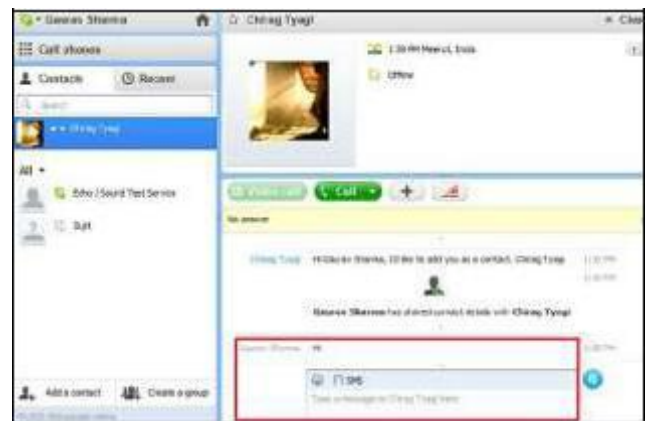 Gaurav Sharma
Chirag Tyagi
Call phones
1:39 PM Meerut, India
Offline
Contacts
Recent
Search
Chirag Tyagi
All
Echo / Sound Test Service
Video call
Call
No answer
Chirag Tyagi Hi Gaurav Sharma, I'd like to add you as a contact. Chirag Tyagi
Gaurav Sharma has shared contact details with Chirag Tyagi
Gaurav Sharma
SMS
Type a message to Chirag Tyagi here
Add a contact
Create a group